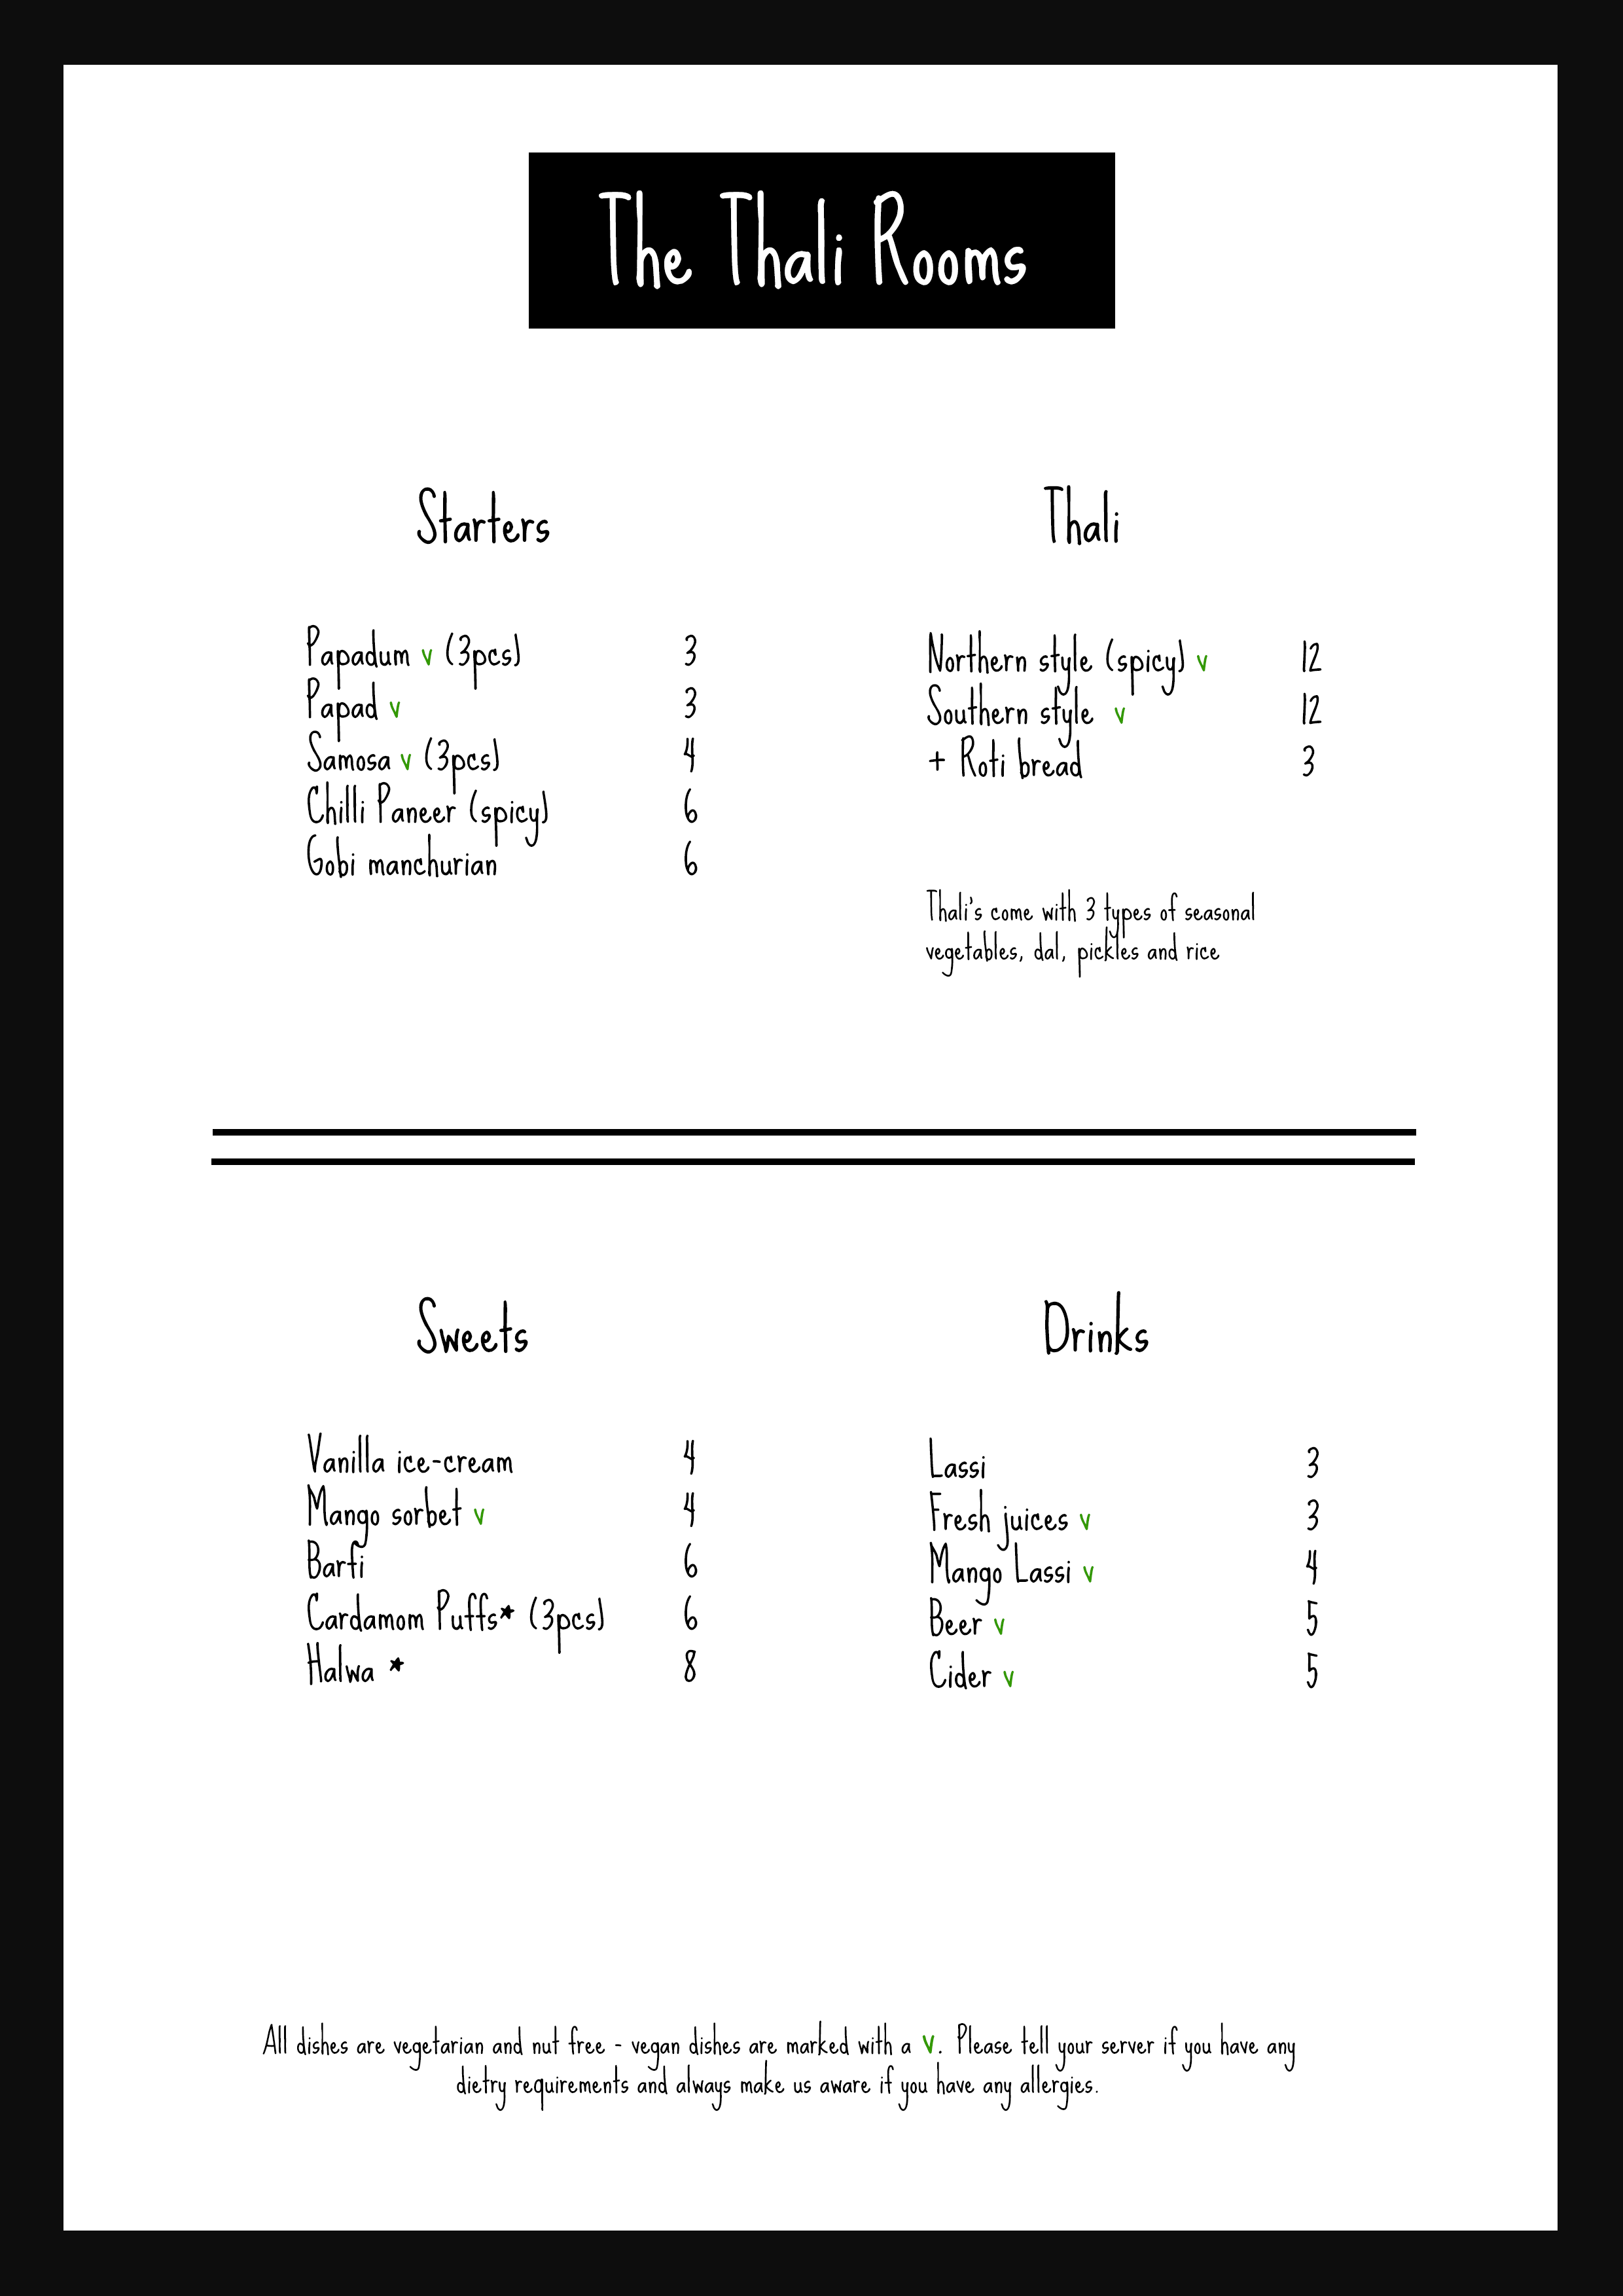 The Thali Rooms
Starters
Papadum v (3pcs) 3
Papad v 3
Samosa v (3pcs) 4
Chilli Paneer (spicy) 6
Gobi manchurian 6
Thali
Northern style (spicy) v 12
Southern style v 12
+ Roti bread 3
Thali's come with 3 types of seasonal
vegetables, dal, pickles and rice
Sweets
Vanilla ice-cream 4
Mango sorbet v 4
Barfi 6
Cardamom Puffs* (3pcs) 6
Halwa * 8
Drinks
Lassi 3
Fresh juices v 3
Mango Lassi v 4
Beer v 5
Cider v 5
All dishes are vegetarian and nut free - vegan dishes are marked with a v. Please tell your server if you have any
dietry requirements and always make us aware if you have any allergies.